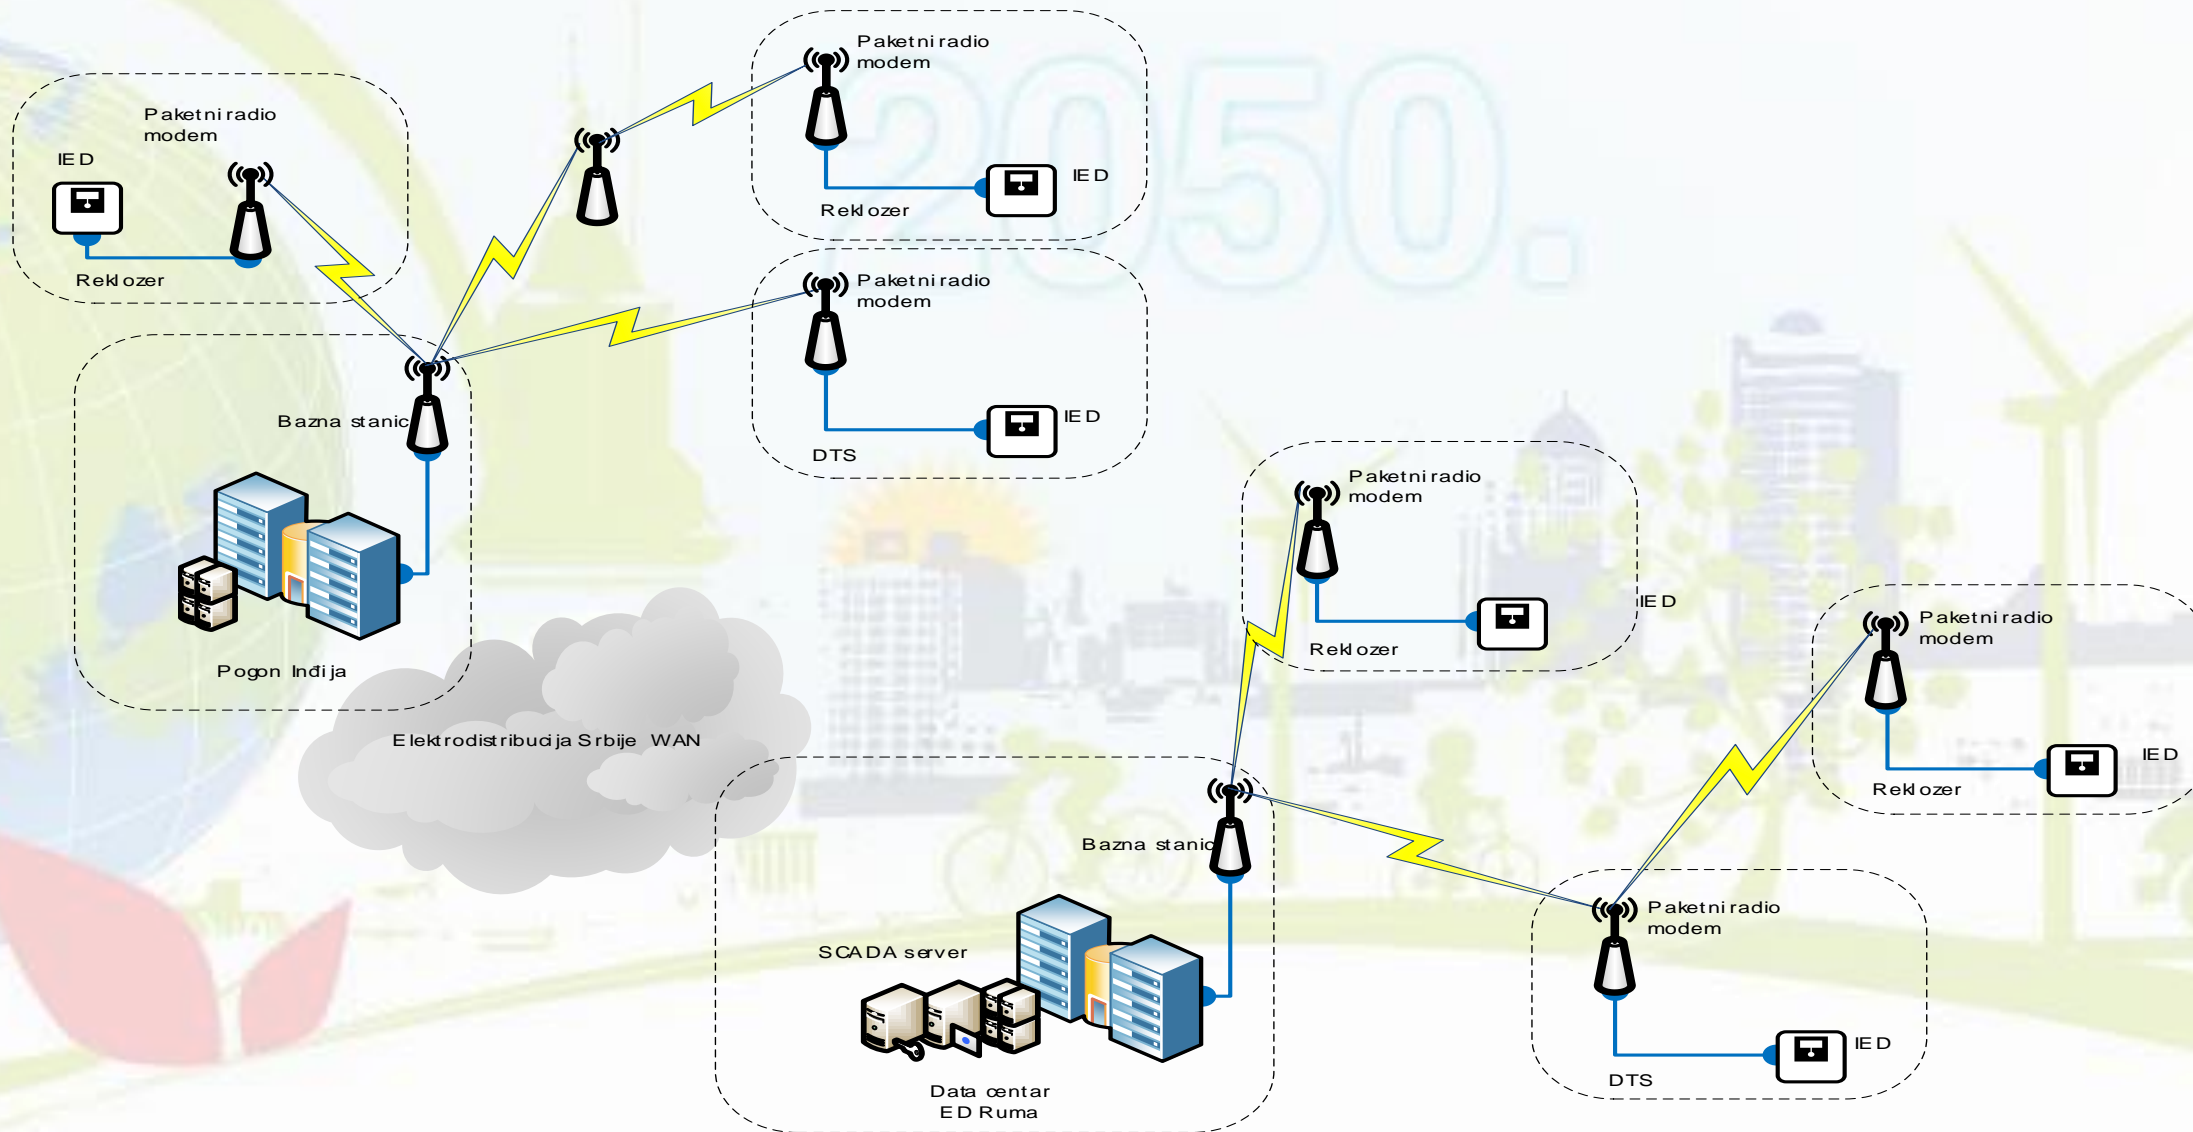 2050.
Paketni radio
modem
IED
Reklozer
Paketni radio
modem
IED
Reklozer
Paketni radio
modem
IED
DTS
Bazna stanic
Pogon Inđija
Elektrodistribucija Srbije WAN
Paketni radio
modem
IED
Reklozer
Paketni radio
modem
IED
Reklozer
Bazna stanic
SCADA server
Data centar
ED Ruma
Paketni radio
modem
IED
DTS